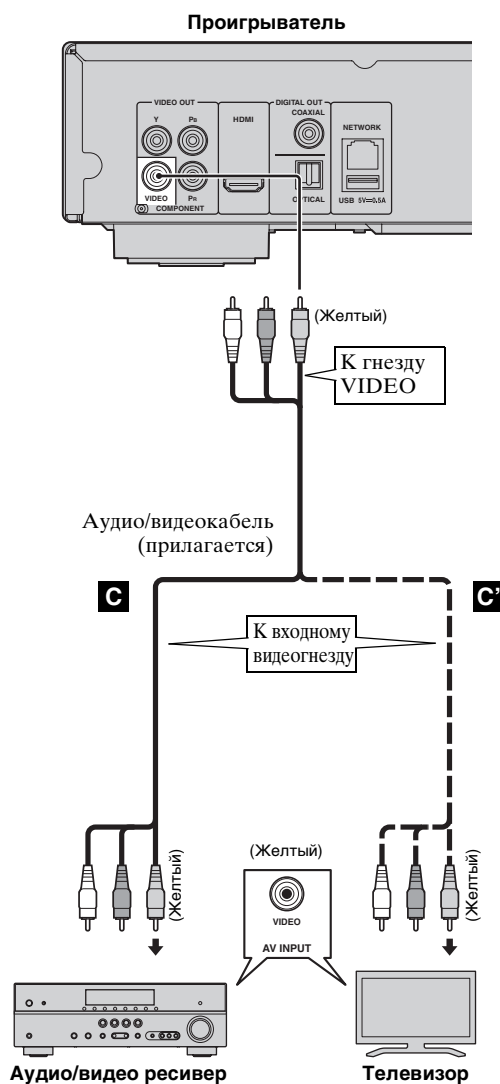 Проигрыватель
VIDEO OUT
Y
PB
HDMI
DIGITAL OUT
COAXIAL
NETWORK
VIDEO
PR
COMPONENT
OPTICAL
USB 5V⎓0.5A
(Желтый)
К гнезду
VIDEO
Аудио/видеокабель
(прилагается)
C
C’
К входному
видеогнезду
(Желтый)
(Желтый)
(Желтый)
VIDEO
AV INPUT
Аудио/видео ресивер
Телевизор